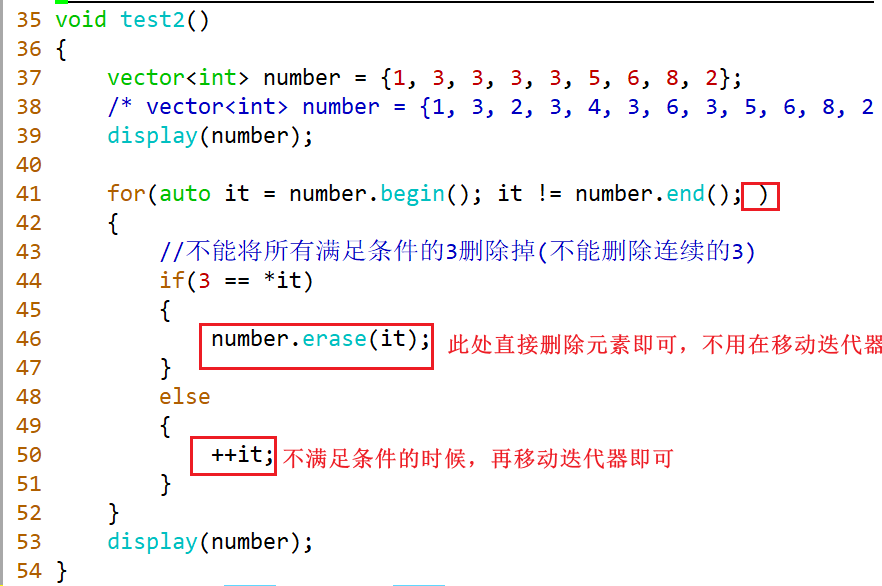 35 void test2()
36 {
37     vector<int> number = {1, 3, 3, 3, 3, 5, 6, 8, 2};
38     /* vector<int> number = {1, 3, 2, 3, 4, 3, 6, 3, 5, 6, 8, 2
39     display(number);
40
41     for(auto it = number.begin(); it != number.end(); )
42     {
43         //不能将所有满足条件的3删除掉(不能删除连续的3)
44         if(3 == *it)
45         {
46             number.erase(it); 此处直接删除元素即可，不用在移动迭代器
47         }
48         else
49         {
50             ++it; 不满足条件的时候，再移动迭代器即可
51         }
52     }
53     display(number);
54 }